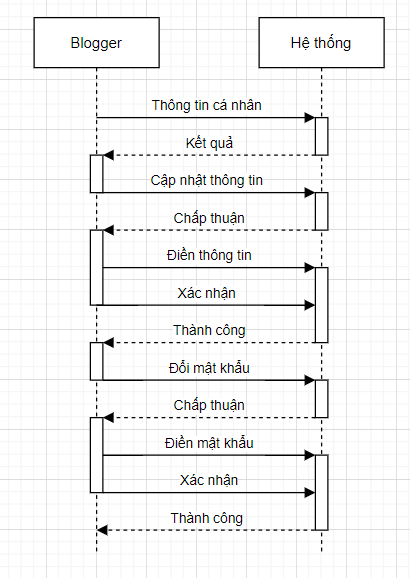 Blogger
Hệ thống
Thông tin cá nhân
Kết quả
Cập nhật thông tin
Chấp thuận
Điền thông tin
Xác nhận
Thành công
Đổi mật khẩu
Chấp thuận
Điền mật khẩu
Xác nhận
Thành công